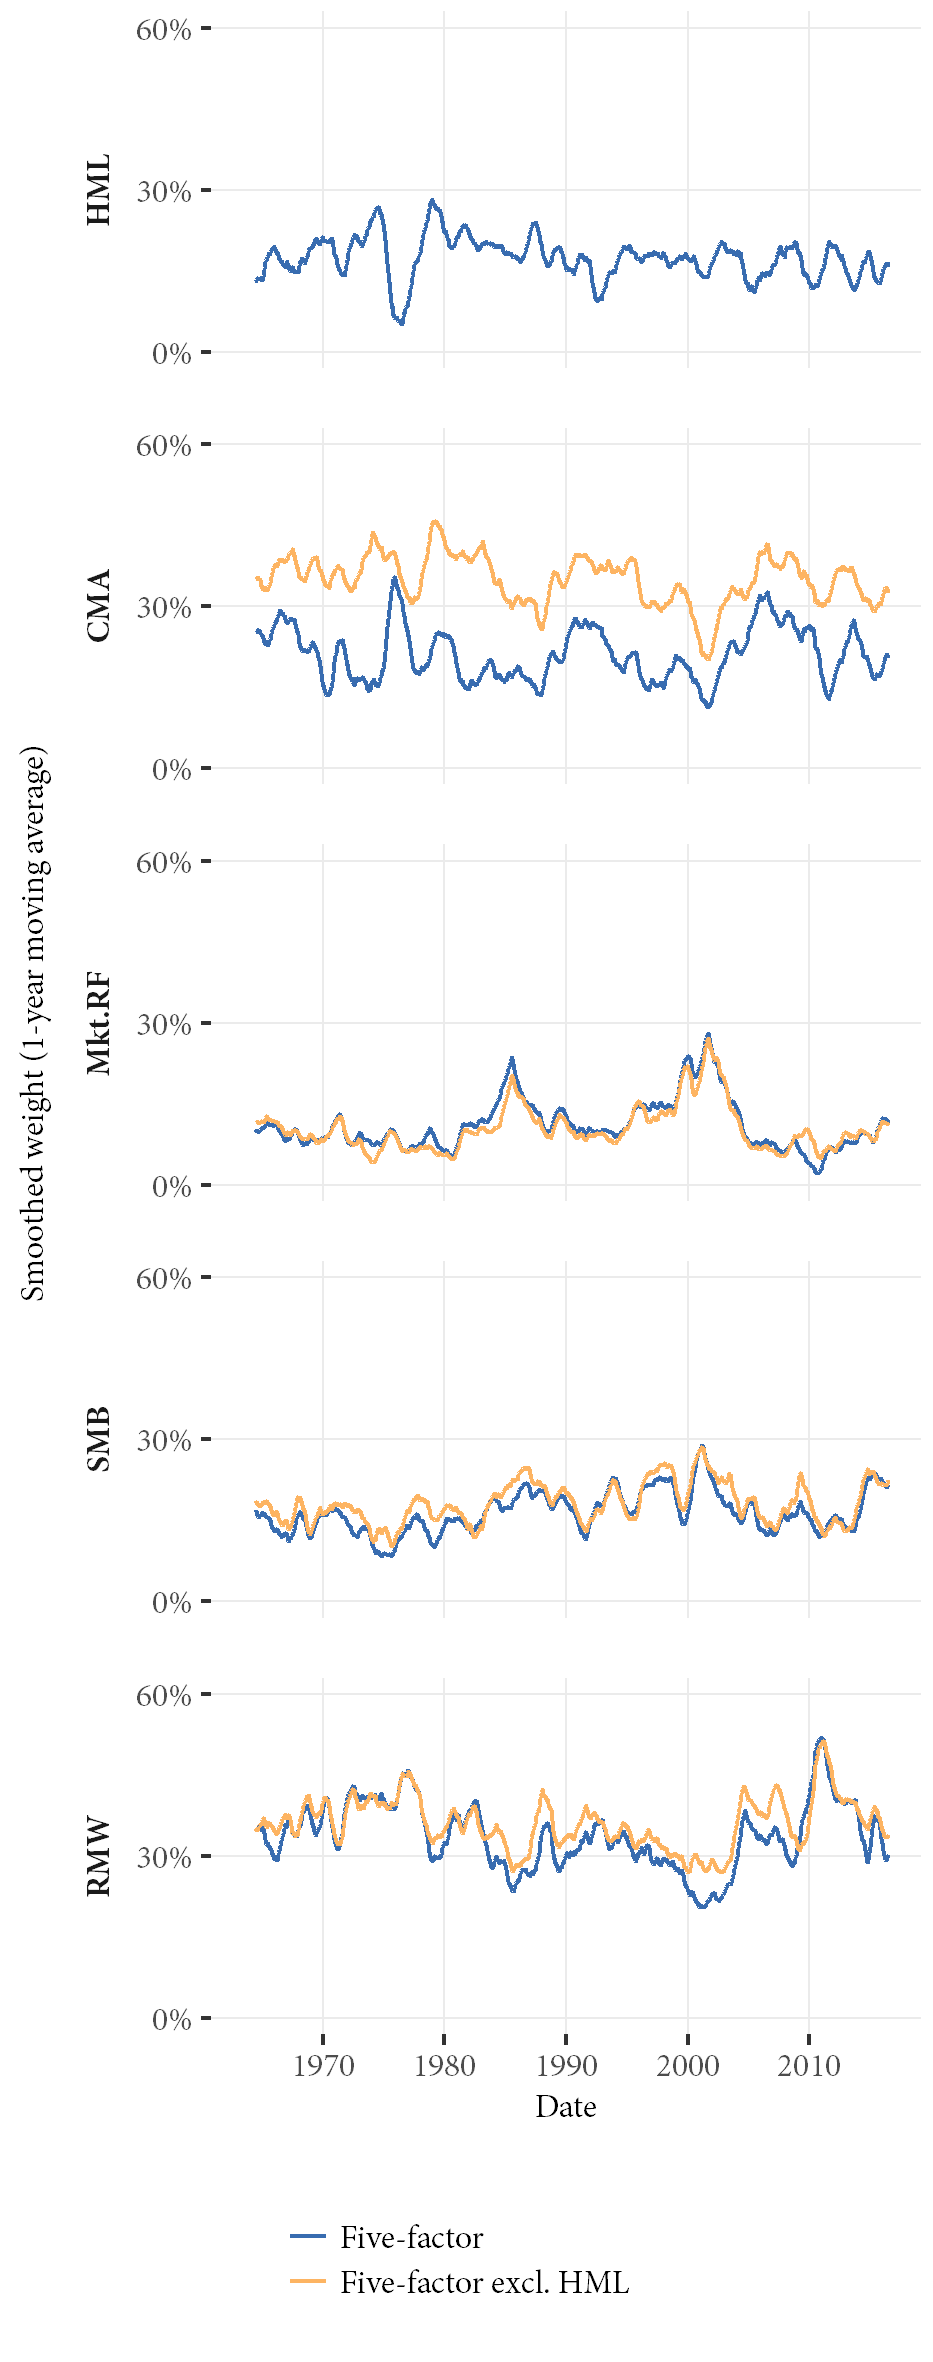 Smoothed weight (1-year moving average)
HML
60%
30%
0%
CMA
60%
30%
0%
Mkt.RF
60%
30%
0%
SMB
60%
30%
0%
RMW
60%
30%
0%
1970 1980 1990 2000 2010
Date
Five-factor
Five-factor excl. HML